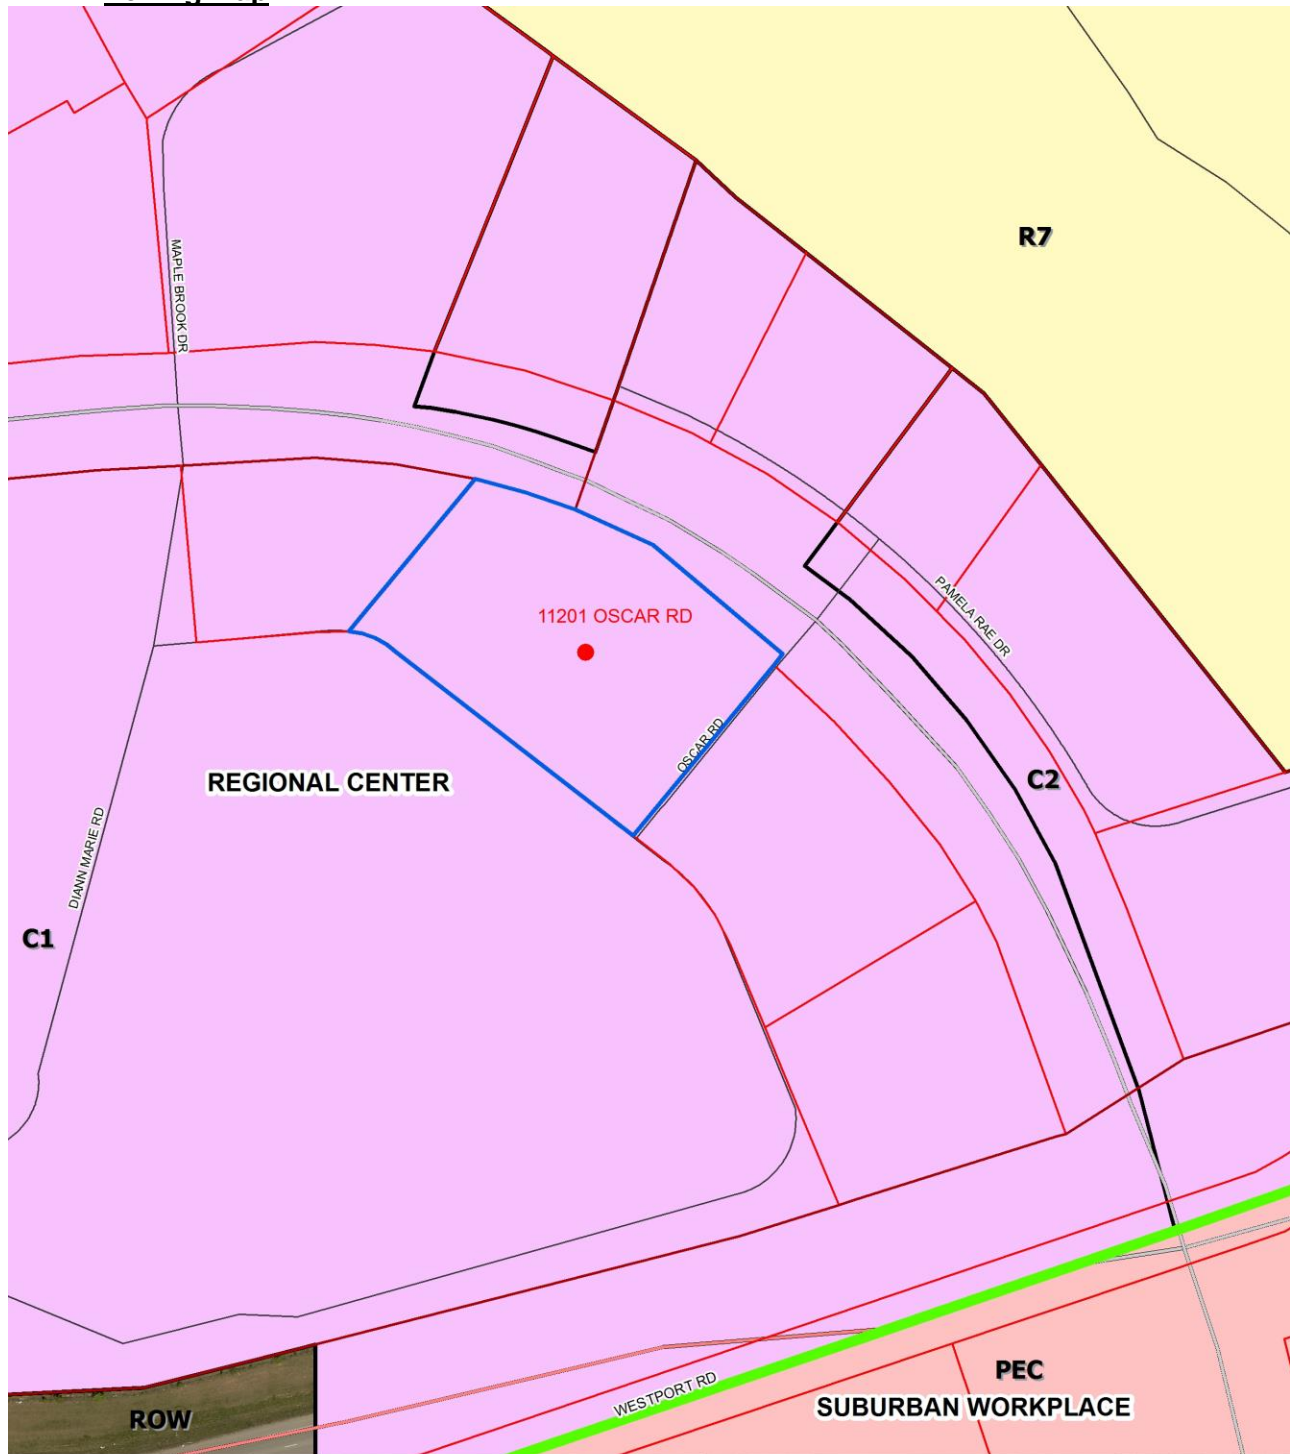 R7
MAPLE BROOK DR
PAMELA RAE DR
11201 OSCAR RD
OSCAR RD
REGIONAL CENTER
C2
DIANN MARIE RD
C1
PEC
WESTPORT RD
SUBURBAN WORKPLACE
ROW